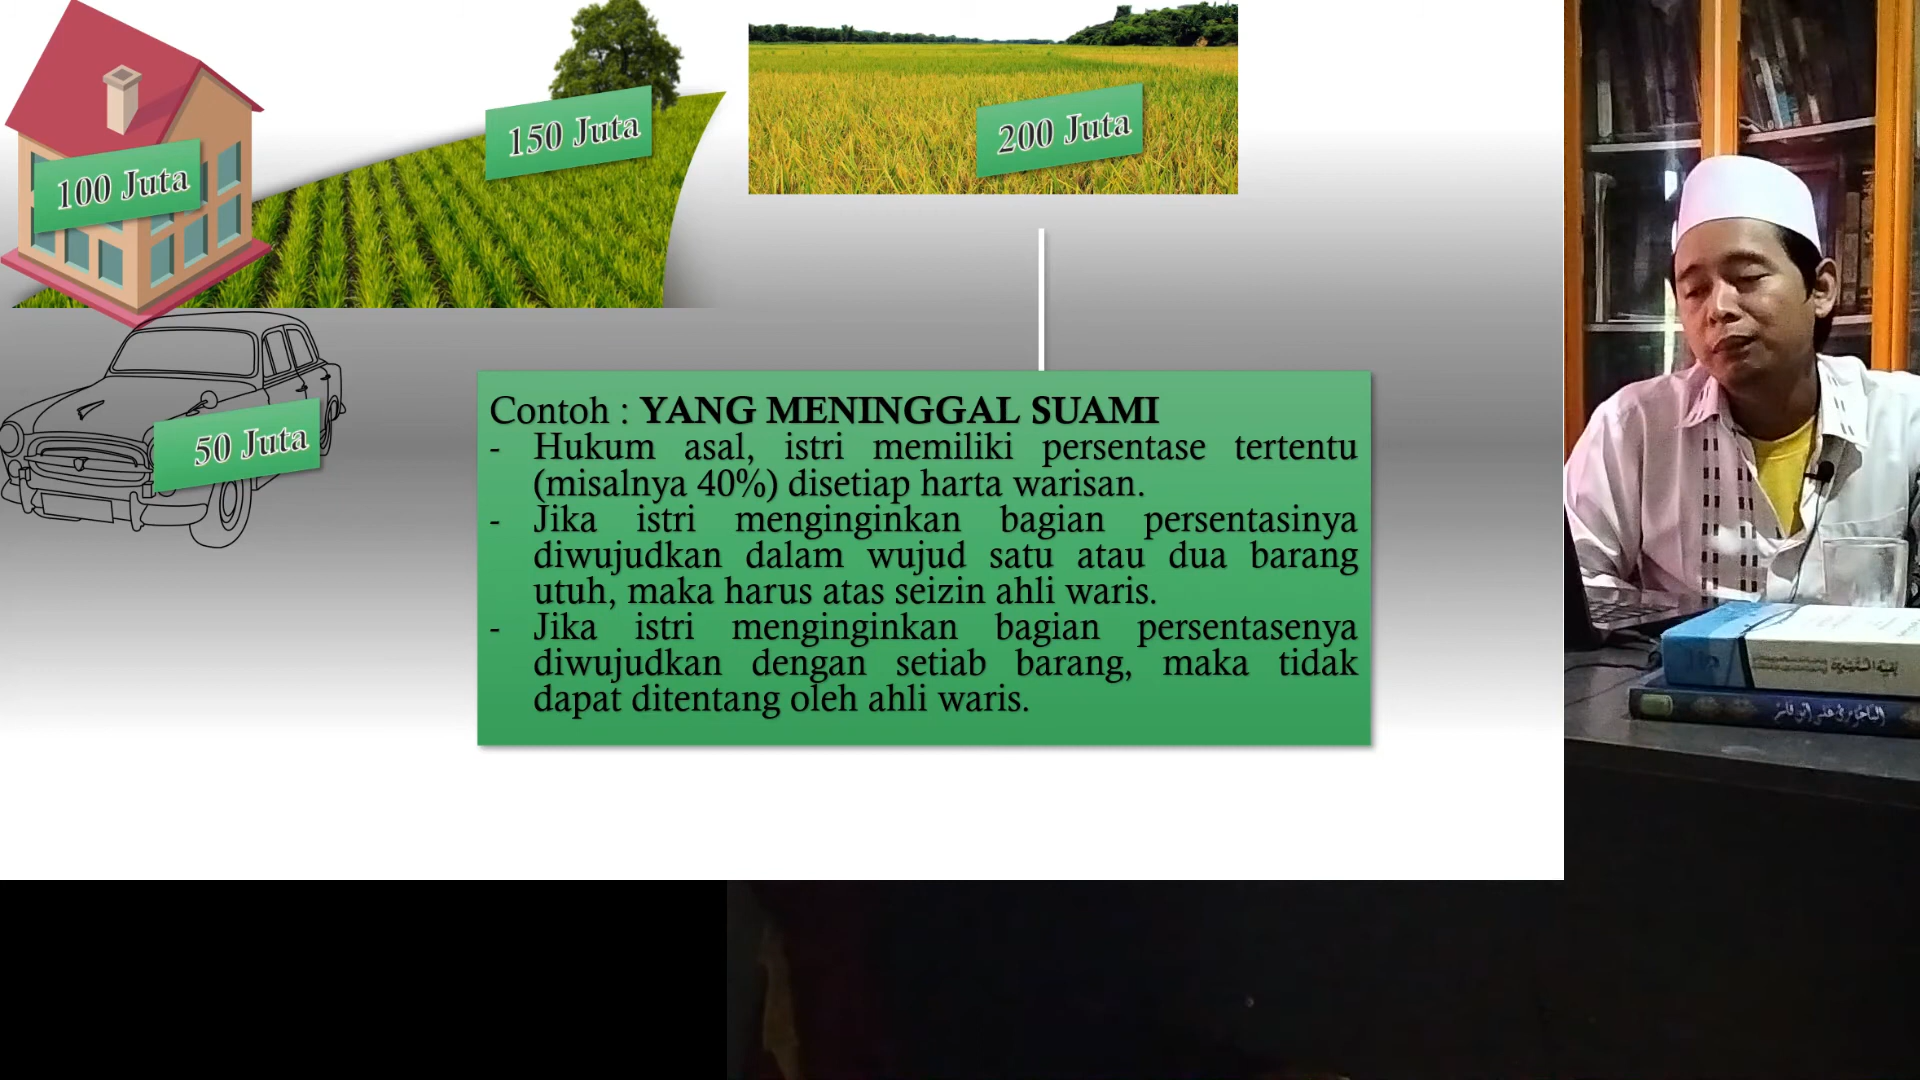 100 Juta
150 Juta
200 Juta
50 Juta
Contoh : YANG MENINGGAL SUAMI
- Hukum asal, istri memiliki persentase tertentu
(misalnya 40%) disetiap harta warisan.
- Jika istri menginginkan bagian persentasinya
diwujudkan dalam wujud satu atau dua barang
utuh, maka harus atas seizin ahli waris.
- Jika istri menginginkan bagian persentasenya
diwujudkan dengan setiab barang, maka tidak
dapat ditentang oleh ahli waris.